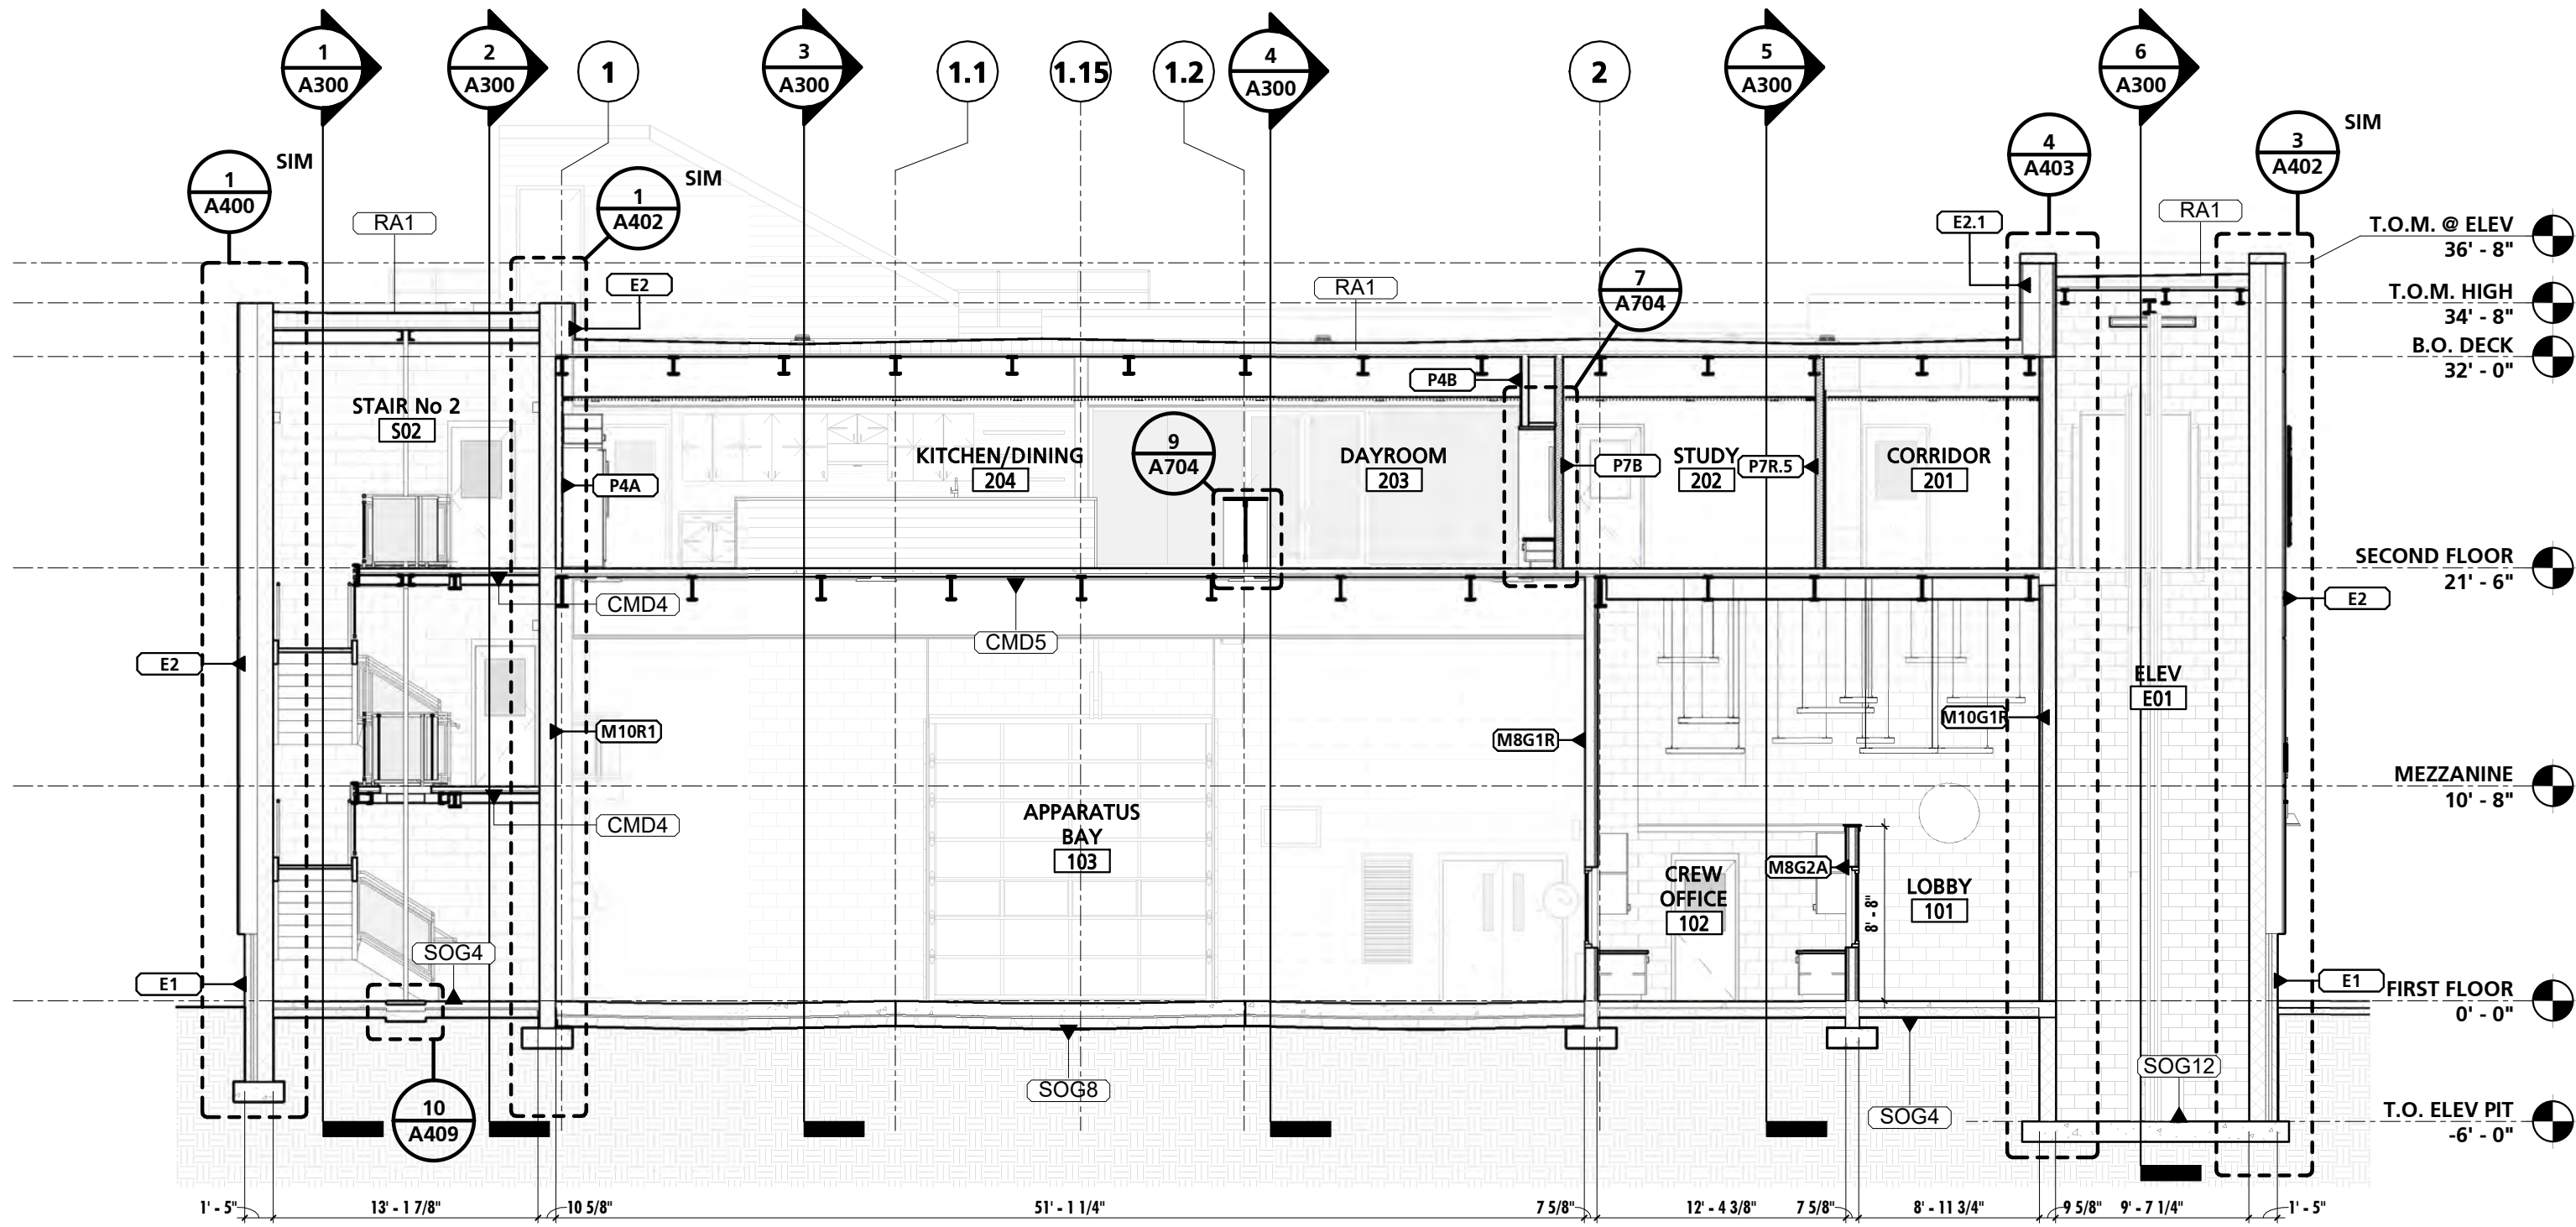 1
A300
2
A300
1
3
A300
1.1
1.15
1.2
4
A300
2
5
A300
6
A300
1
A400
SIM
RA1
1
A402
SIM
E2
RA1
7
A704
E2.1
4
A403
RA1
3
A402
SIM
T.O.M. @ ELEV
36' - 8"
T.O.M. HIGH
34' - 8"
B.O. DECK
32' - 0"
STAIR No 2
S02
P4A
KITCHEN/DINING
204
9
A704
DAYROOM
203
P4B
P7B
STUDY
202
P7R.5
CORRIDOR
201
SECOND FLOOR
21' - 6"
CMD4
CMD5
E2
E2
M10R1
M8G1R
M10G1R
ELEV
E01
MEZZANINE
10' - 8"
CMD4
APPARATUS
BAY
103
CREW
OFFICE
102
M8G2A
8' - 8"
LOBBY
101
SOG4
E1
E1
FIRST FLOOR
0' - 0"
10
A409
SOG8
SOG4
SOG12
T.O. ELEV PIT
-6' - 0"
1' - 5"
13' - 1 7/8"
10 5/8"
51' - 1 1/4"
7 5/8"
12' - 4 3/8"
7 5/8"
8' - 11 3/4"
9 5/8"
9' - 7 1/4"
1' - 5"